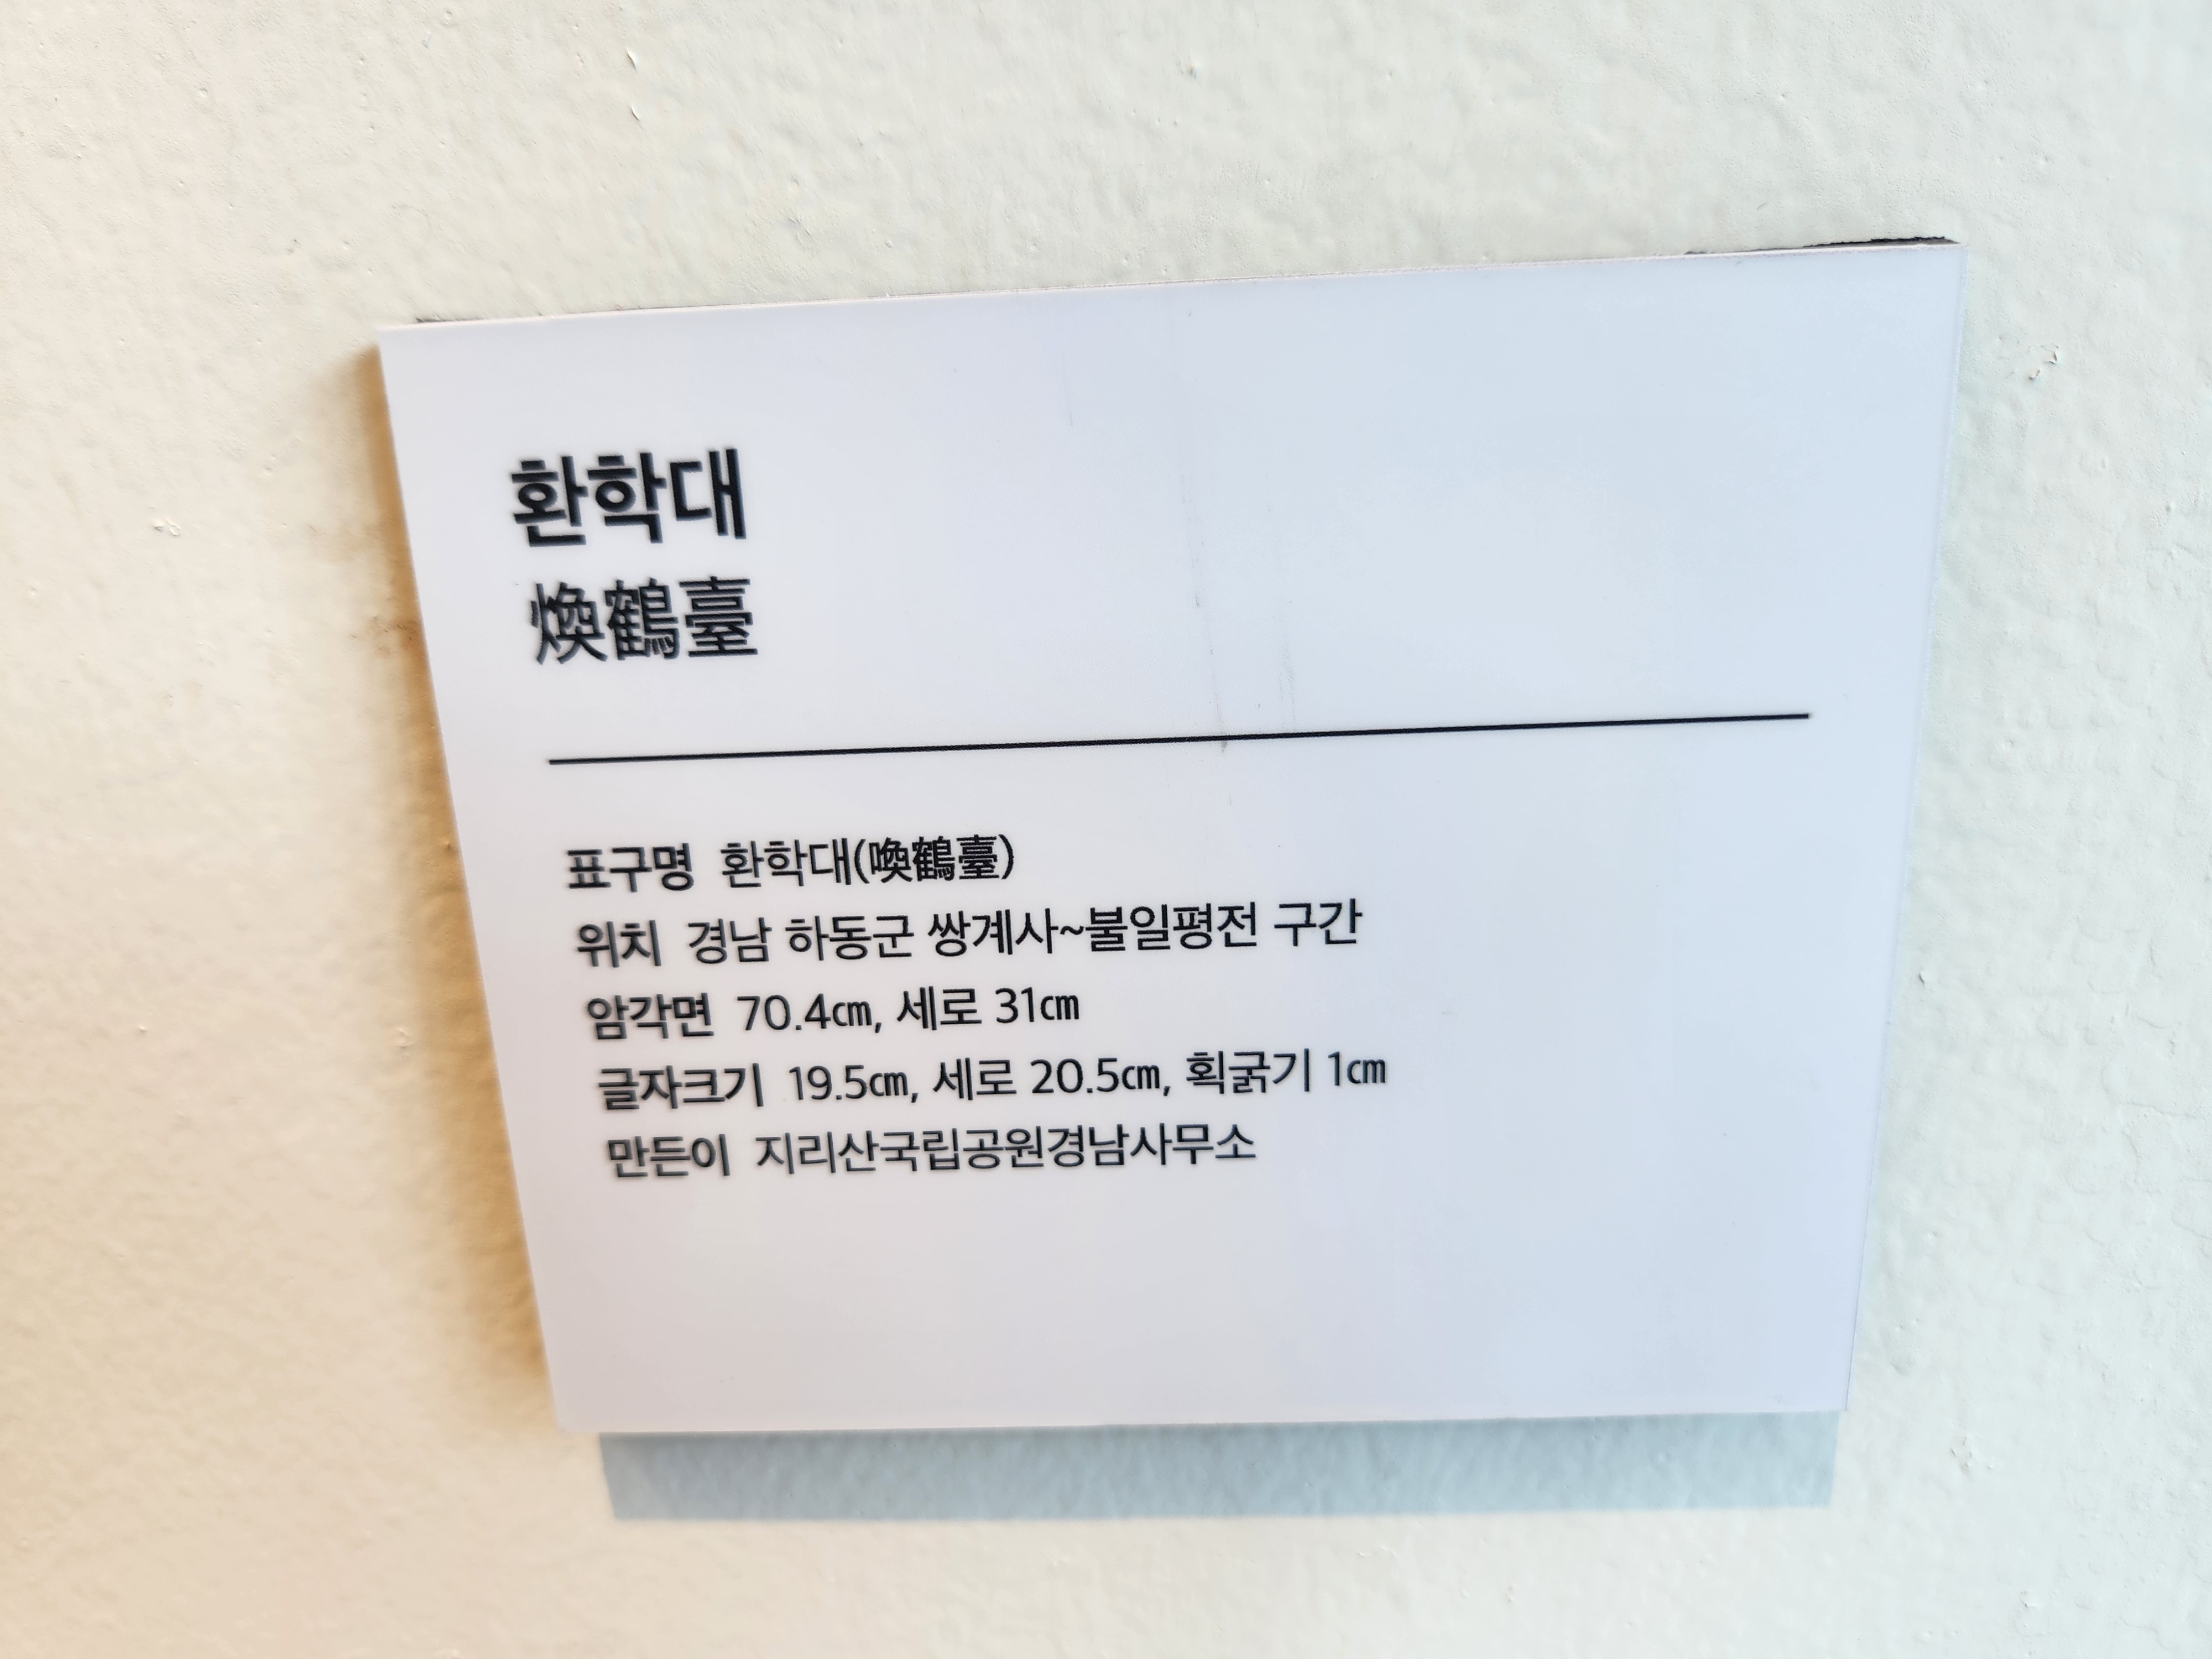 환학대
煥鶴臺
표구명 환학대(喚鶴臺)
위치 경남 하동군 쌍계사~불일평전 구간
암각면 70.4㎝, 세로 31㎝
글자크기 19.5㎝, 세로 20.5㎝, 획굵기 1㎝
만든이 지리산국립공원경남사무소